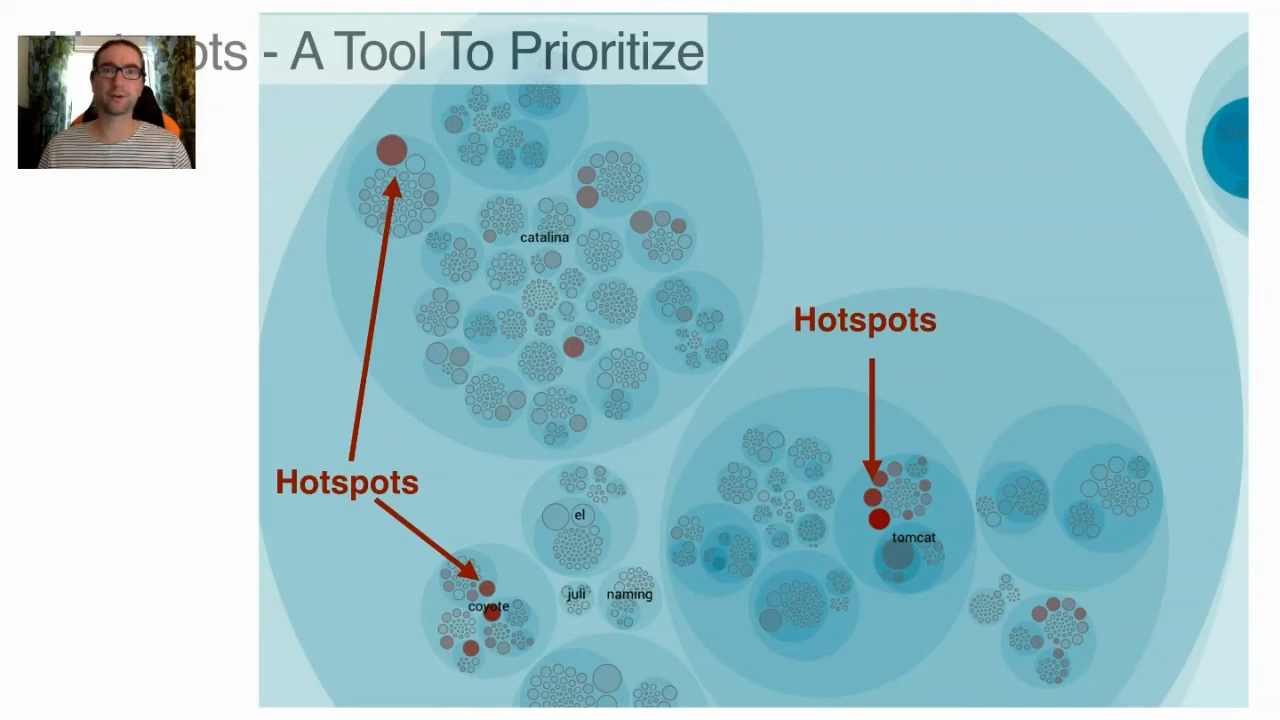 ots - A Tool To Prioritize
catalina
Hotspots
Hotspots
el
tomcat
juli
naming
coyote